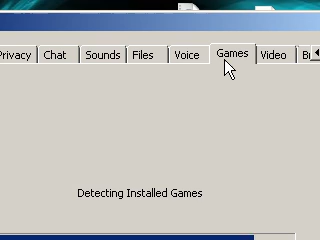 Privacy Chat Sounds Files Voice Games Video
Detecting Installed Games